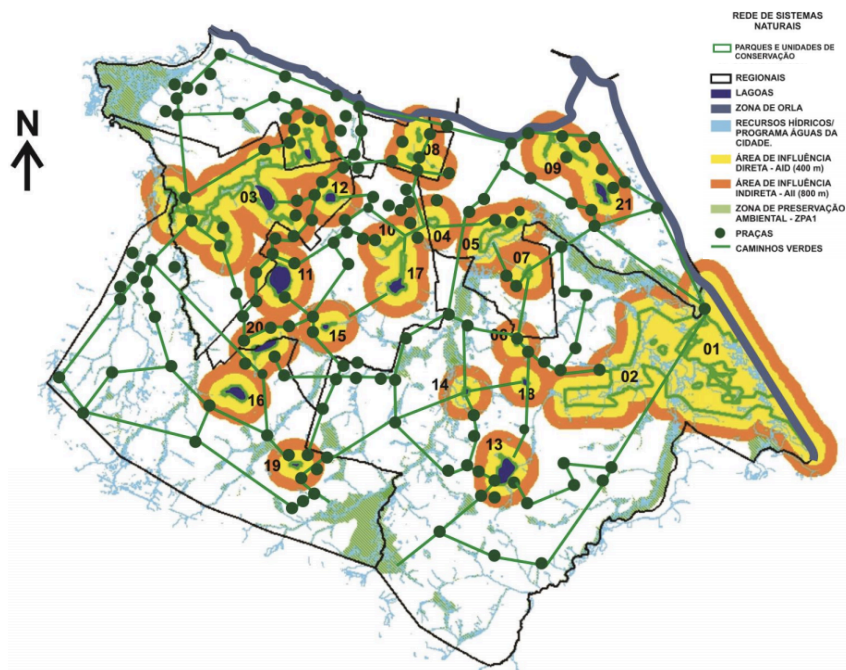 REDE DE SISTEMAS
NATURAIS
PARQUES E UNIDADES DE
CONSERVAÇÃO
REGIONAIS
LAGOAS
ZONA DE ORLA
RECURSOS HÍDRICOS/
PROGRAMA ÁGUAS DA
CIDADE.
ÁREA DE INFLUÊNCIA
DIRETA - AID (400 m)
ÁREA DE INFLUÊNCIA
INDIRETA - AII (800 m)
ZONA DE PRESERVAÇÃO
AMBIENTAL - ZPA1
PRAÇAS
CAMINHOS VERDES
N
08
09
12
03
21
10
04
05
07
11
17
20
15
06
01
02
14
18
16
13
19